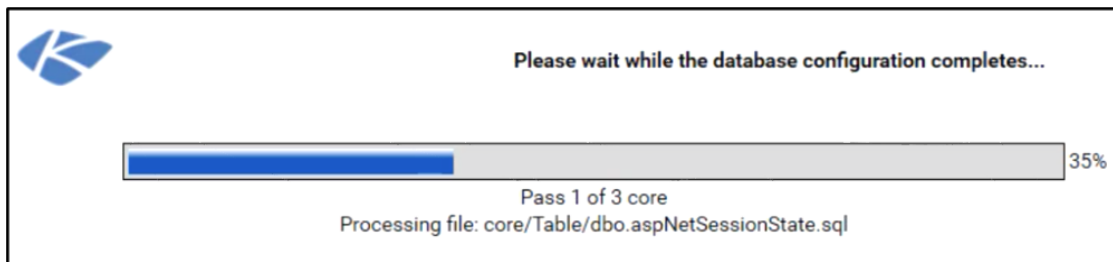 Please wait while the database configuration completes...
35%
Pass 1 of 3 core
Processing file: core/Table/dbo.aspNetSessionState.sql